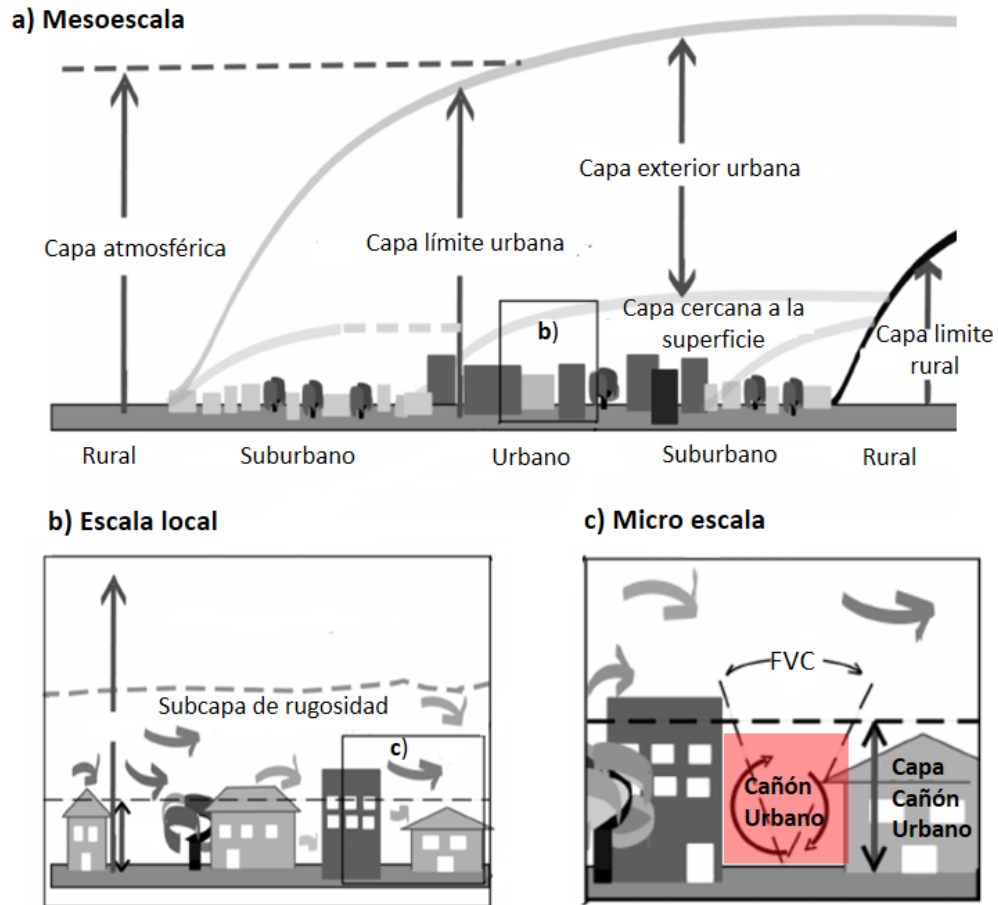 a) Mesoescala
Capa exterior urbana
Capa atmosférica
Capa límite urbana
b)
Capa cercana a la
superficie
Capa limite
rural
Rural
Suburbano
Urbano
Suburbano
Rural
b) Escala local
Subcapa de rugosidad
c)
c) Micro escala
FVC
Cañón
Urbano
Capa
Cañón
Urbano